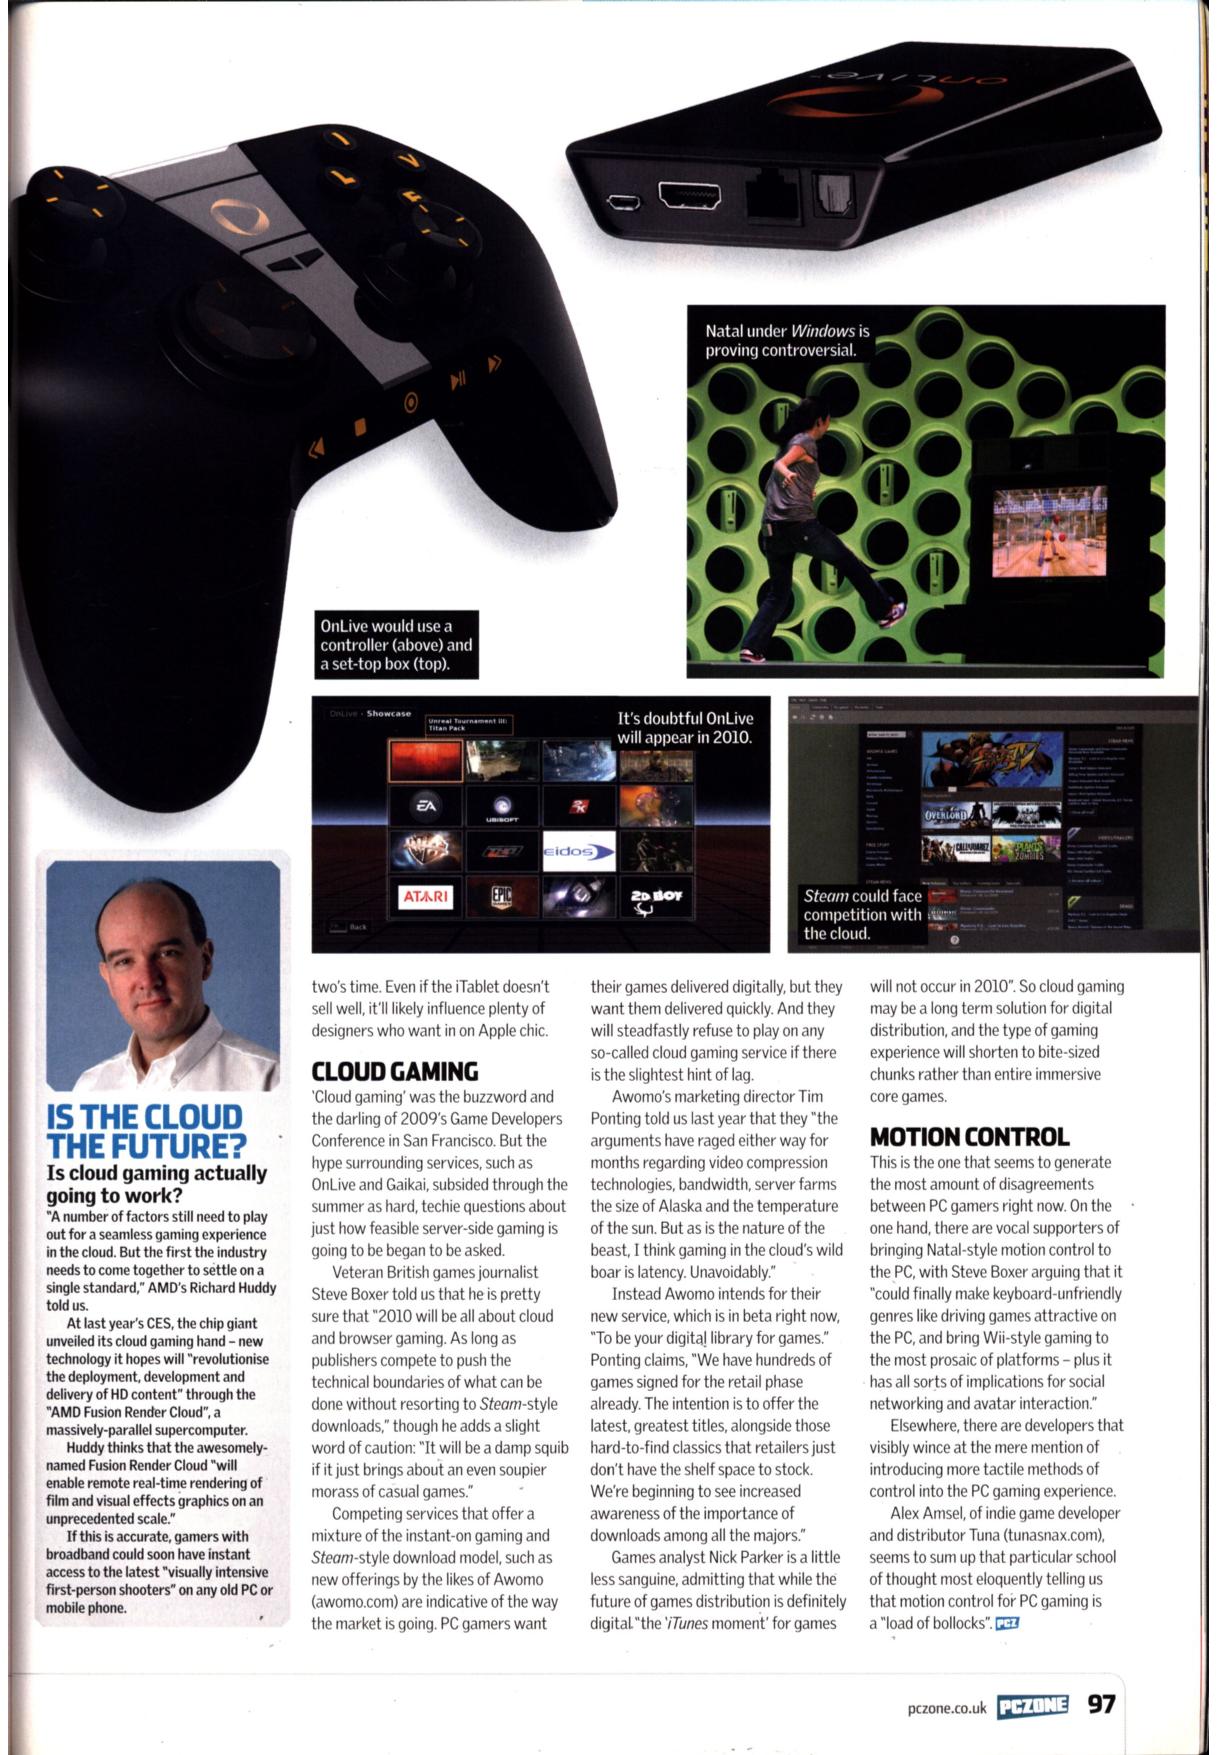 ONLIVE
Natal under Windows is
proving controversial.
OnLive would use a
controller (above) and
a set-top box (top).
OnLive - Showcase
Unreal Tournament III:
Titan Pack
It's doubtful OnLive
will appear in 2010.
EA
UBISOFT
2K
WB
eidos
ATARI
EPIC
GAMES
2D BOY
Back
OVERLORD
CALL JUAREZ
PLANTS
ZOMBIES
Steam could face
competition with
the cloud.
IS THE CLOUD
THE FUTURE?
Is cloud gaming actually
going to work?
"A number of factors still need to play
out for a seamless gaming experience
in the cloud. But the first the industry
needs to come together to settle on a
single standard," AMD's Richard Huddy
told us.
At last year's CES, the chip giant
unveiled its cloud gaming hand – new
technology it hopes will "revolutionise
the deployment, development and
delivery of HD content" through the
"AMD Fusion Render Cloud", a
massively-parallel supercomputer.
Huddy thinks that the awesomely-
named Fusion Render Cloud "will
enable remote real-time rendering of
film and visual effects graphics on an
unprecedented scale."
If this is accurate, gamers with
broadband could soon have instant
access to the latest "visually intensive
first-person shooters" on any old PC or
mobile phone.
two's time. Even if the iTablet doesn't
sell well, it'll likely influence plenty of
designers who want in on Apple chic.
CLOUD GAMING
'Cloud gaming' was the buzzword and
the darling of 2009's Game Developers
Conference in San Francisco. But the
hype surrounding services, such as
OnLive and Gaikai, subsided through the
summer as hard, techie questions about
just how feasible server-side gaming is
going to be began to be asked.
Veteran British games journalist
Steve Boxer told us that he is pretty
sure that "2010 will be all about cloud
and browser gaming. As long as
publishers compete to push the
technical boundaries of what can be
done without resorting to Steam-style
downloads," though he adds a slight
word of caution: "It will be a damp squib
if it just brings about an even soupier
morass of casual games."
Competing services that offer a
mixture of the instant-on gaming and
Steam-style download model, such as
new offerings by the likes of Awomo
(awomo.com) are indicative of the way
the market is going. PC gamers want
their games delivered digitally, but they
want them delivered quickly. And they
will steadfastly refuse to play on any
so-called cloud gaming service if there
is the slightest hint of lag.
Awomo's marketing director Tim
Ponting told us last year that they "the
arguments have raged either way for
months regarding video compression
technologies, bandwidth, server farms
the size of Alaska and the temperature
of the sun. But as is the nature of the
beast, I think gaming in the cloud's wild
boar is latency. Unavoidably."
Instead Awomo intends for their
new service, which is in beta right now,
"To be your digital library for games."
Ponting claims, "We have hundreds of
games signed for the retail phase
already. The intention is to offer the
latest, greatest titles, alongside those
hard-to-find classics that retailers just
don't have the shelf space to stock.
We're beginning to see increased
awareness of the importance of
downloads among all the majors."
Games analyst Nick Parker is a little
less sanguine, admitting that while the
future of games distribution is definitely
digital "the 'iTunes moment' for games
will not occur in 2010". So cloud gaming
may be a long term solution for digital
distribution, and the type of gaming
experience will shorten to bite-sized
chunks rather than entire immersive
core games.
MOTION CONTROL
This is the one that seems to generate
the most amount of disagreements
between PC gamers right now. On the
one hand, there are vocal supporters of
bringing Natal-style motion control to
the PC, with Steve Boxer arguing that it
"could finally make keyboard-unfriendly
genres like driving games attractive on
the PC, and bring Wii-style gaming to
the most prosaic of platforms – plus it
has all sorts of implications for social
networking and avatar interaction."
Elsewhere, there are developers that
visibly wince at the mere mention of
introducing more tactile methods of
control into the PC gaming experience.
Alex Amsel, of indie game developer
and distributor Tuna (tunasnax.com),
seems to sum up that particular school
of thought most eloquently telling us
that motion control for PC gaming is
a "load of bollocks". PCZ
pczone.co.uk PCZONE 97